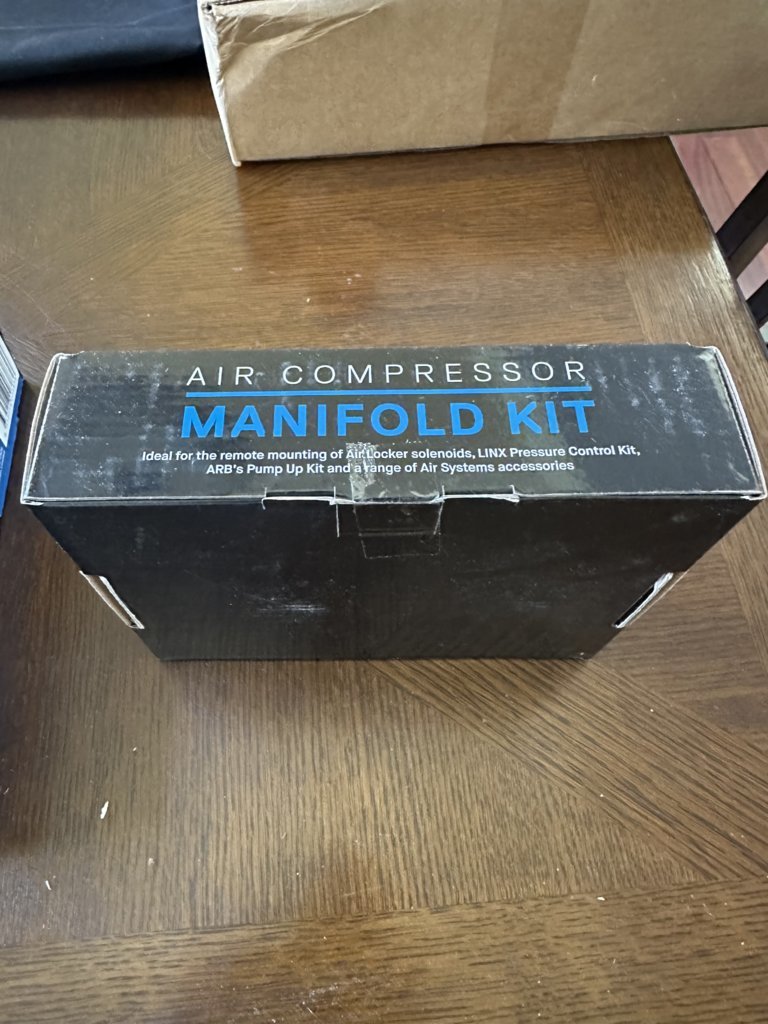 AIR COMPRESSOR
MANIFOLD KIT
Ideal for the remote mounting of Air Locker solenoids, LINX Pressure Control Kit,
ARB's Pump Up Kit and a range of Air Systems accessories